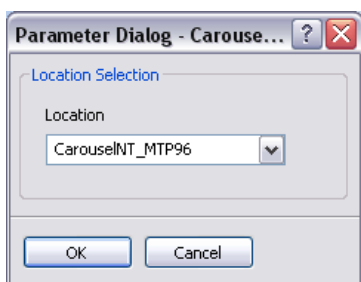 Parameter Dialog - Carouse...
Location Selection
Location
CarouselNT_MTP96
OK Cancel